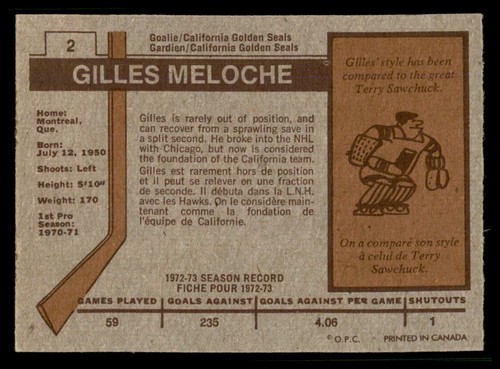 2
Goalie/California Golden Seals
Gardien/California Golden Seals
GILLES MELOCHE
Home:
Montreal,
Que.
Born:
July 12, 1950
Shoots: Left
Height: 5'10"
Weight: 170
1st Pro
Season:
1970-71
Gilles is rarely out of position, and
can recover from a sprawling save in
a split second. He broke into the NHL
with Chicago, but now is considered
the foundation of the California team.
Gilles est rarement hors de position
et il peut se relever en une fraction
de seconde. Il débuta dans la L.N.H.
avec les Hawks. On le considère main-
tenant comme la fondation de
l'équipe de Californie.
Gilles' style has been
compared to the great
Terry Sawchuck.
On a comparé son style
à celui de Terry
Sawchuck.
1972-73 SEASON RECORD
FICHE POUR 1972-73
GAMES PLAYED GOALS AGAINST GOALS AGAINST PER GAME SHUTOUTS
59 235 4.06 1
© O.P.C. PRINTED IN CANADA